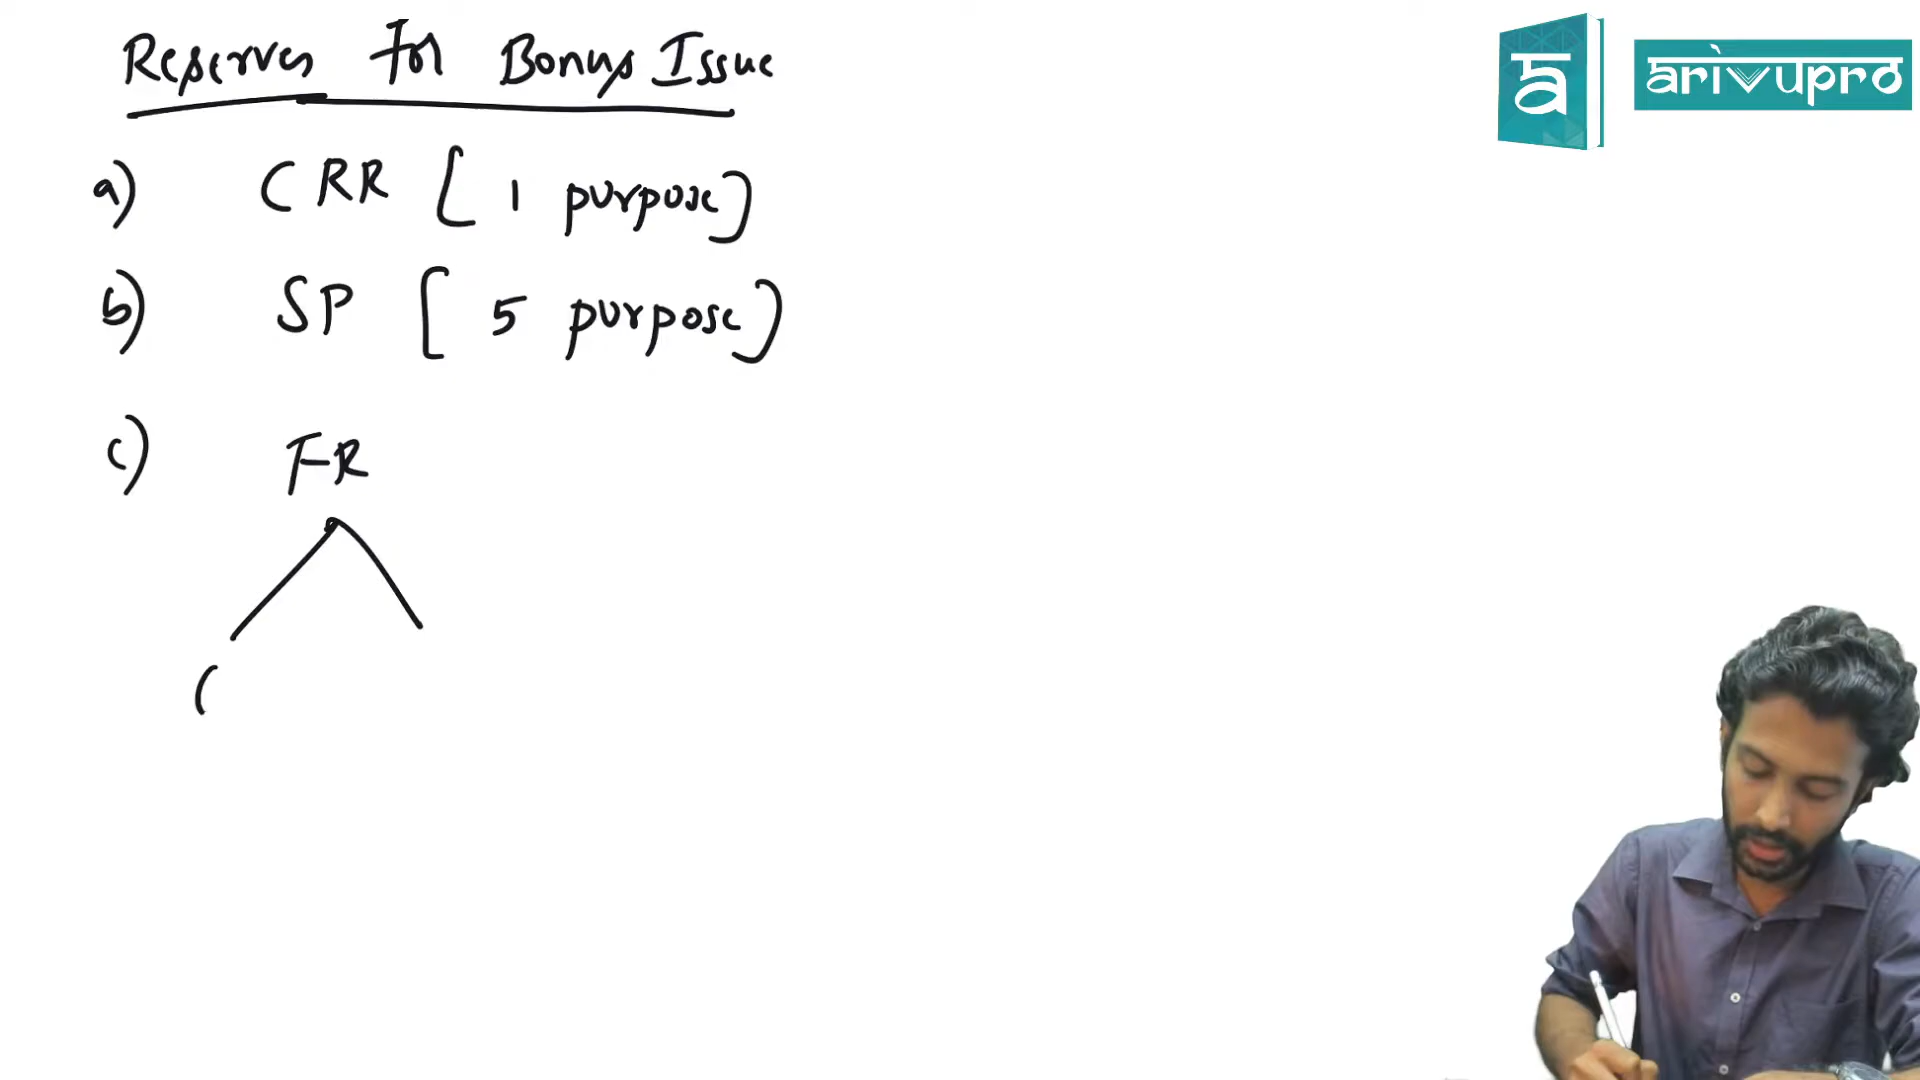 Reserves For Bonus Issue
a arivupro
a) CRR [ 1 purpose]
b) SP [ 5 purpose]
c) FR
(